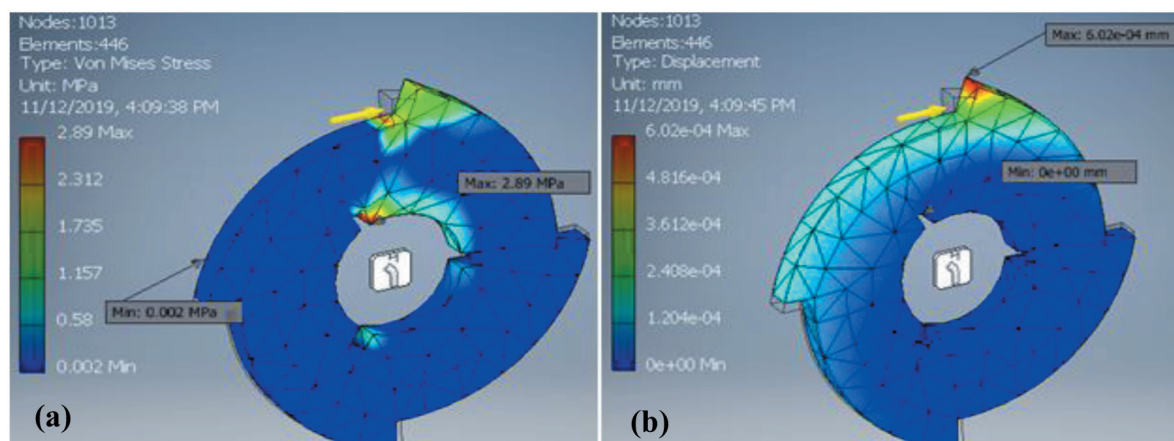 Nodes:1013
Elements:446
Type: Von Mises Stress
Unit: MPa
11/12/2019, 4:09:38 PM
2.89 Max
2.312
1.735
1.157
0.58
0.002 Min
Max: 2.89 MPa
Min: 0.002 MPa
(a)
Nodes:1013
Elements:446
Type: Displacement
Unit: mm
11/12/2019, 4:09:45 PM
6.02e-04 Max
4.816e-04
3.612e-04
2.408e-04
1.204e-04
0e+00 Min
Max: 6.02e-04 mm
Min: 0e+00 mm
(b)